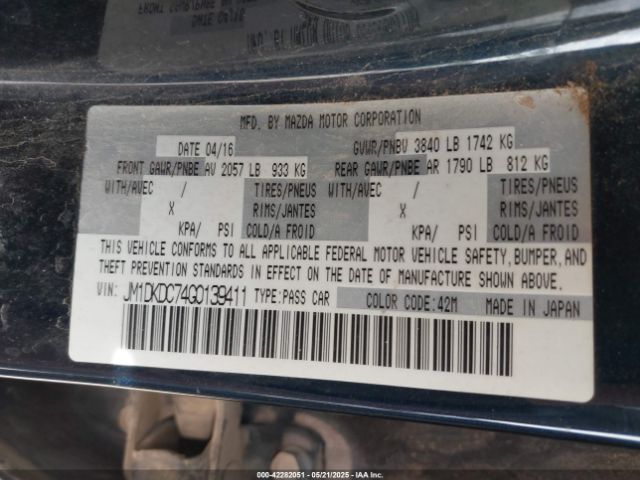 MFD. BY MAZDA MOTOR CORPORATION
DATE 04/16 GVWR/PNBV 3840 LB 1742 KG
FRONT GAWR/PNBE AV 2057 LB 933 KG REAR GAWR/PNBE AR 1790 LB 812 KG
WITH/AVEC / TIRES/PNEUS WITH/AVEC / TIRES/PNEUS
X RIMS/JANTES X RIMS/JANTES
KPA/ PSI COLD/A FROID KPA/ PSI COLD/A FROID
THIS VEHICLE CONFORMS TO ALL APPLICABLE FEDERAL MOTOR VEHICLE SAFETY, BUMPER, AND
THEFT PREVENTION STANDARDS IN EFFECT ON THE DATE OF MANUFACTURE SHOWN ABOVE.
VIN: JM1DKDC74G0139411 TYPE:PASS CAR COLOR CODE:42M MADE IN JAPAN
000-42282051 - 05/21/2025 - IAAI.com